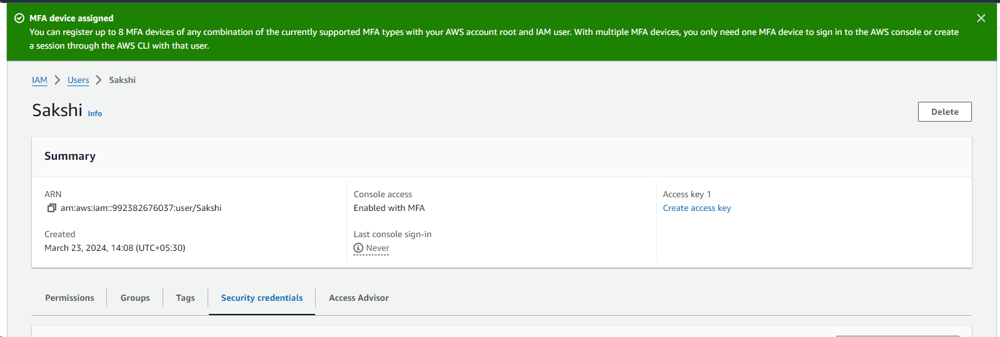 MFA device assigned
You can register up to 8 MFA devices of any combination of the currently supported MFA types with your AWS account root and IAM user. With multiple MFA devices, you only need one MFA device to sign in to the AWS console or create
a session through the AWS CLI with that user.
IAM > Users > Sakshi
Sakshi Info
Delete
Summary
ARN
arn:aws:iam::992382676037:user/Sakshi
Created
March 23, 2024, 14:08 (UTC+05:30)
Console access
Enabled with MFA
Last console sign-in
Never
Access key 1
Create access key
Permissions Groups Tags Security credentials Access Advisor